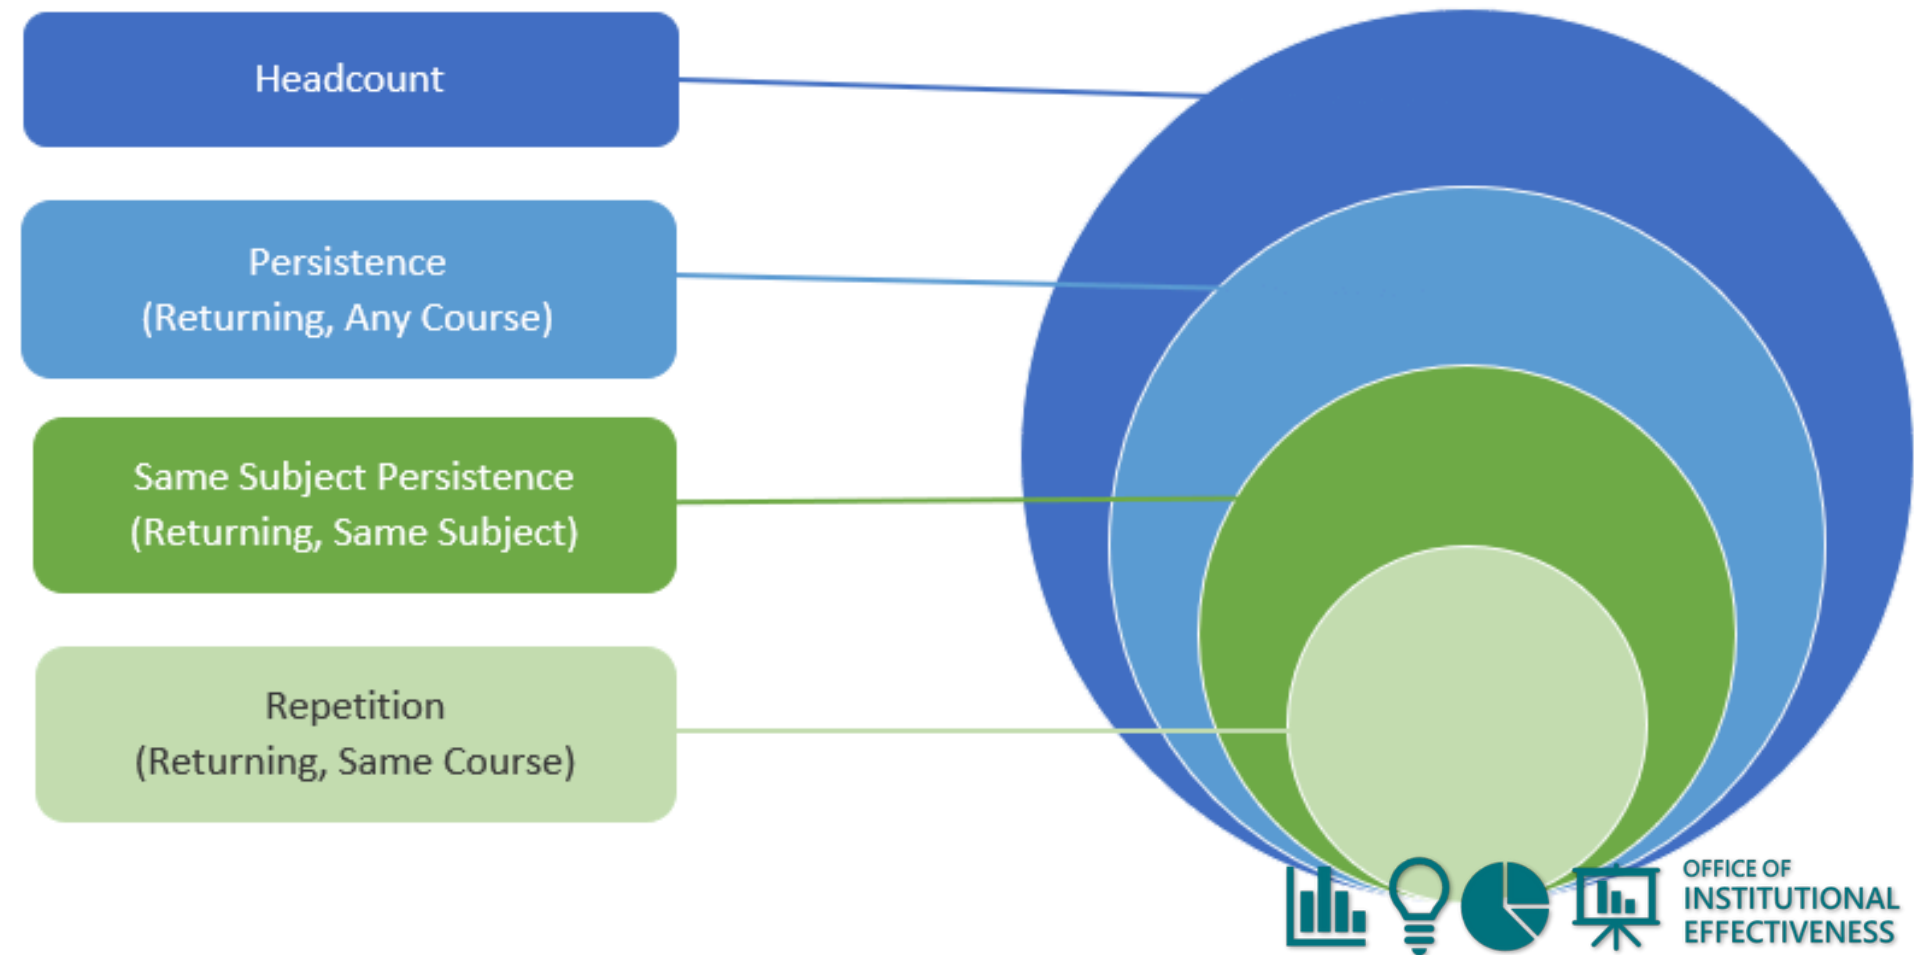 Headcount
Persistence
(Returning, Any Course)
Same Subject Persistence
(Returning, Same Subject)
Repetition
(Returning, Same Course)
OFFICE OF
INSTITUTIONAL
EFFECTIVENESS